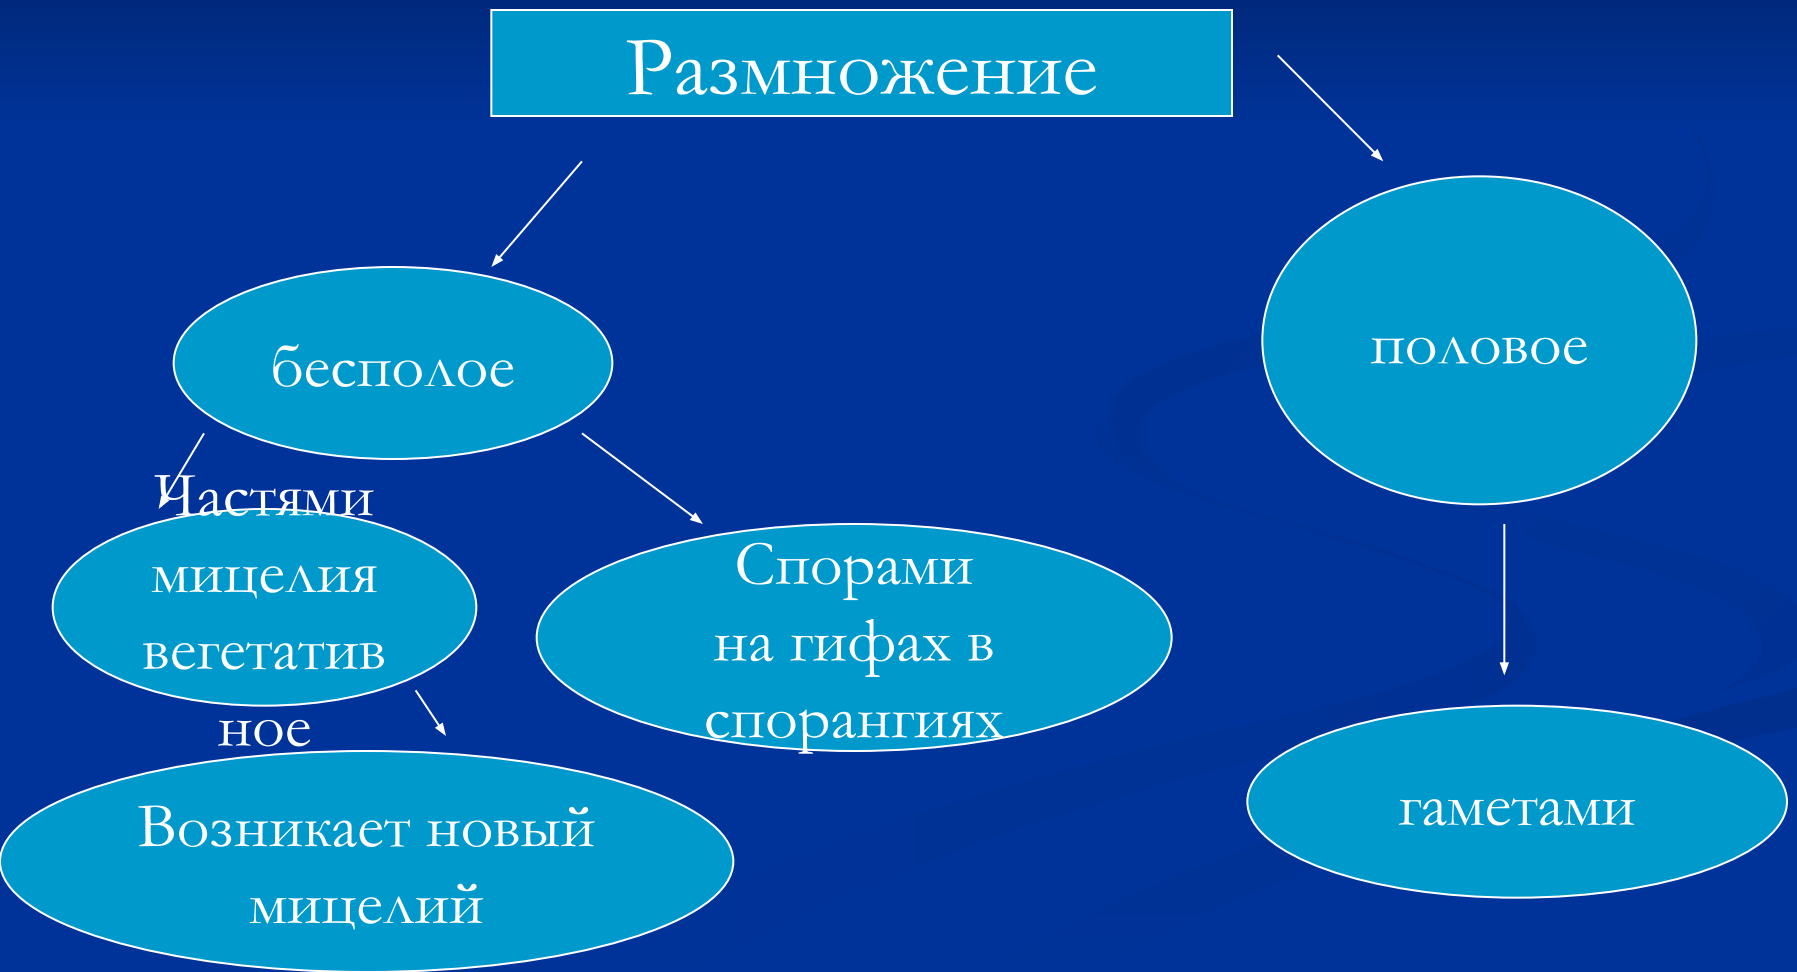 Размножение
бесполое
половое
Частями
мицелия
вегетатив
ное
Спорами
на гифах в
спорангиях
Возникает новый
мицелий
гаметами